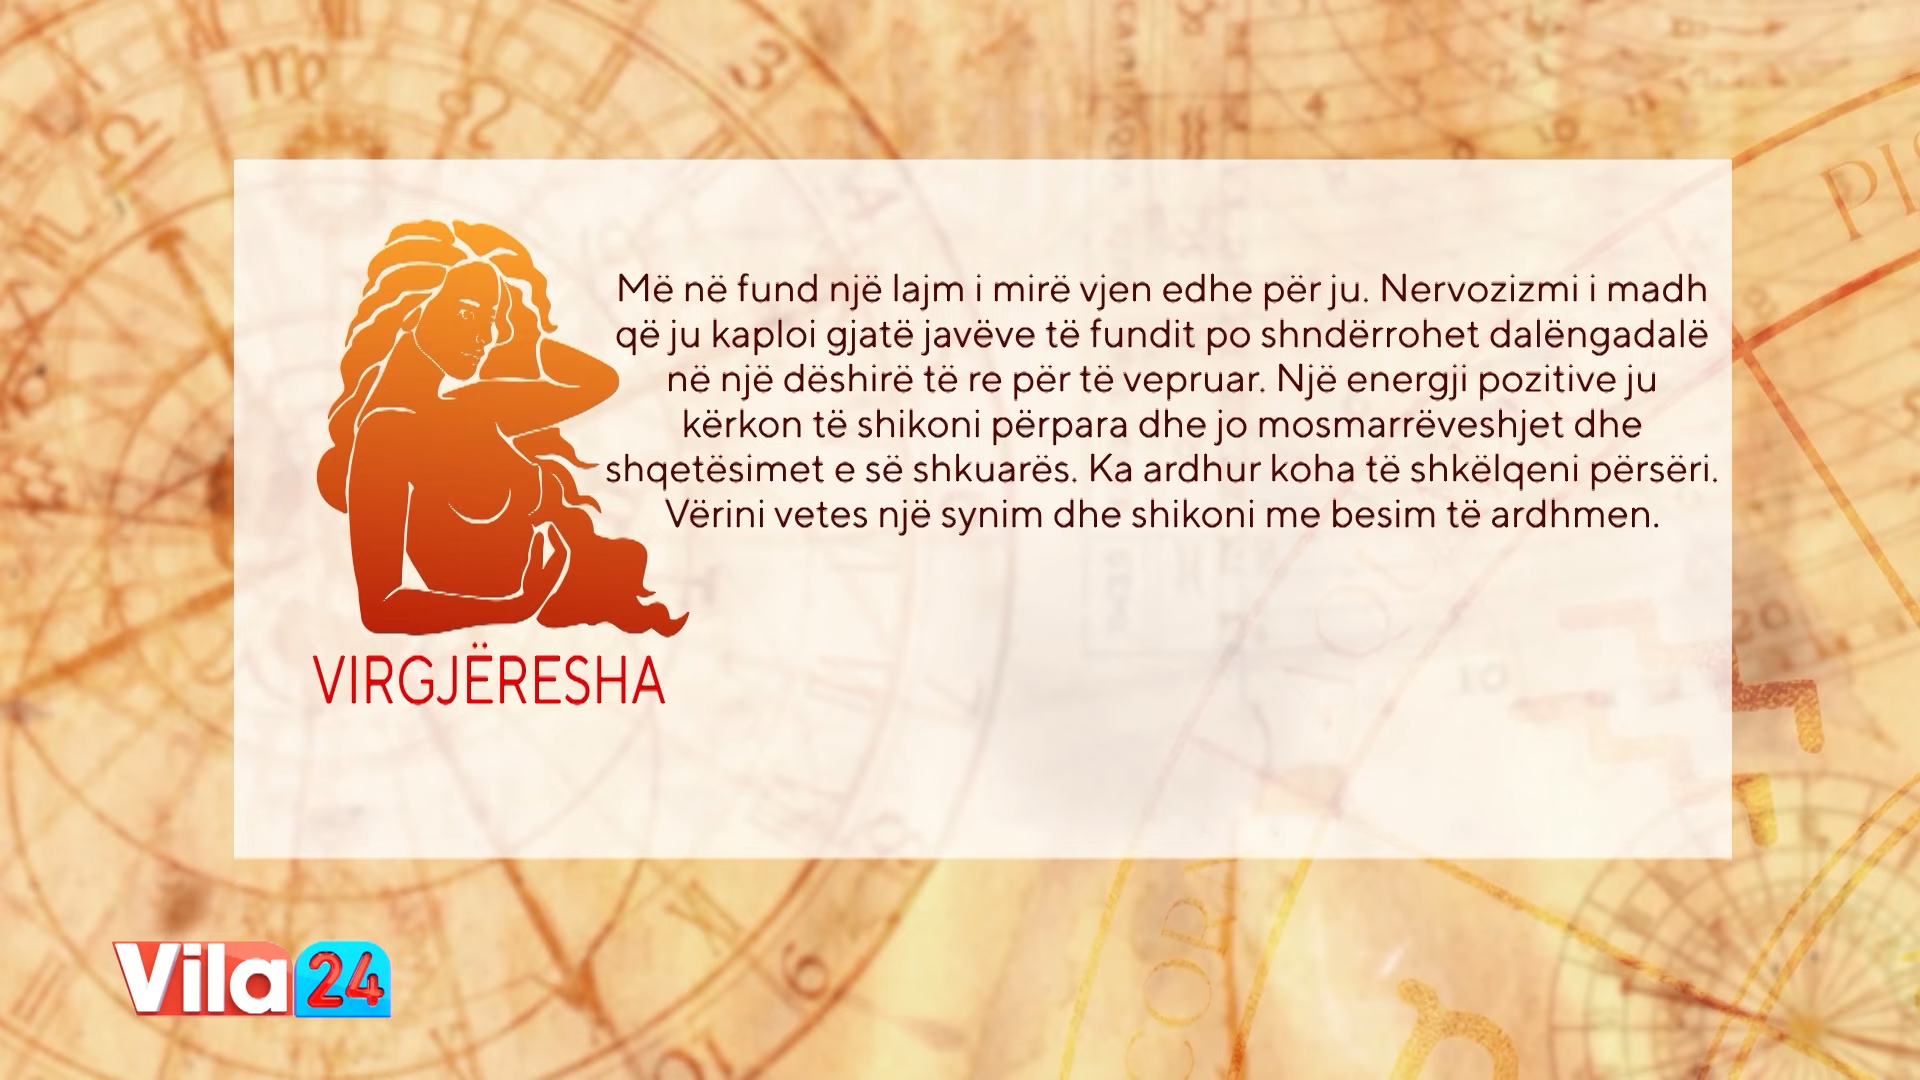 Më në fund një lajm i mirë vjen edhe për ju. Nervozizmi i madh
që ju kaploi gjatë javëve të fundit po shndërrohet dalëngadalë
në një dëshirë të re për të vepruar. Një energji pozitive ju
kërkon të shikoni përpara dhe jo mosmarrëveshjet dhe
shqetësimet e së shkuarës. Ka ardhur koha të shkëlqeni përsëri.
Vërini vetes një synim dhe shikoni me besim të ardhmen.
VIRGJËRESHA
Vila 24